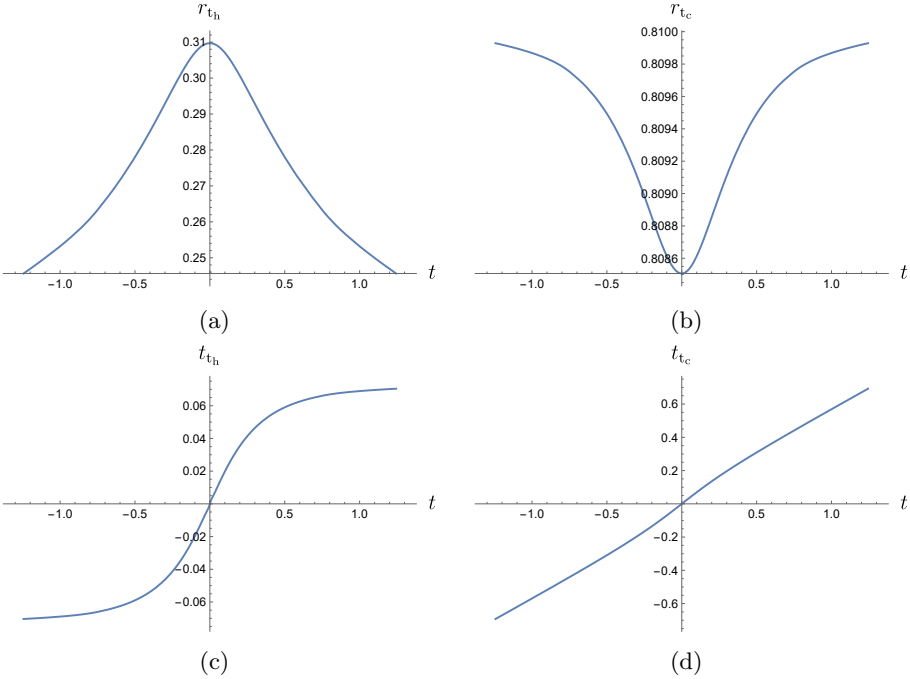 r_{t_h} r_{t_c}
0.31 0.8100
0.30 0.8098
0.29 0.8096
0.28 0.8094
0.27 0.8092
0.26 0.8090
0.25 0.8088
0.8086
−1.0 −0.5 0.5 1.0 t −1.0 −0.5 0.5 1.0 t
(a) (b)
t_{t_h} t_{t_c}
0.06 0.6
0.04 0.4
0.02 0.2
−1.0 −0.5 0.5 1.0 t −1.0 −0.5 0.5 1.0 t
−0.02 −0.2
−0.04 −0.4
−0.06 −0.6
(c) (d)